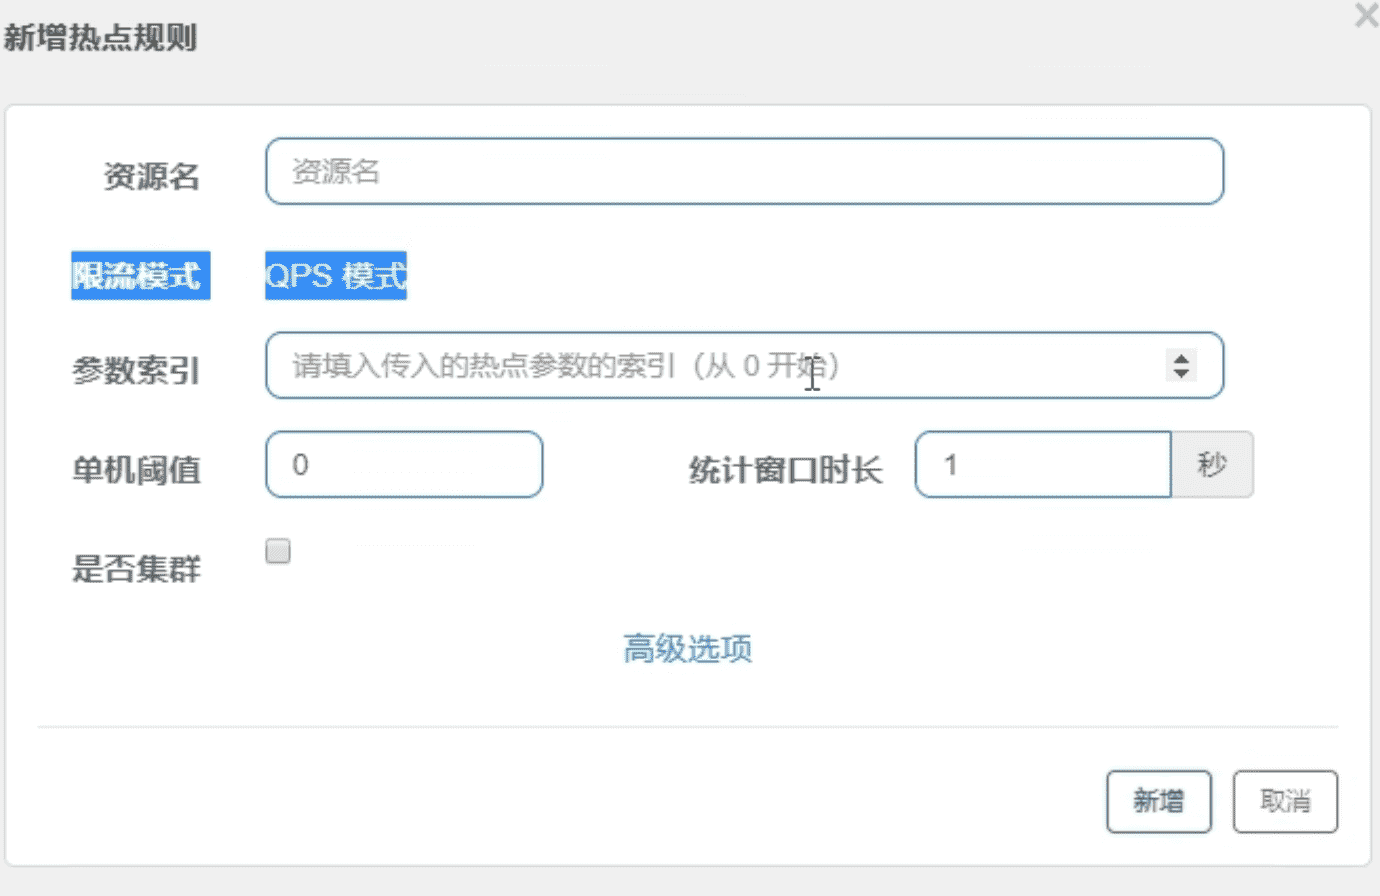 新增热点规则
资源名 资源名
限流模式 QPS 模式
参数索引 请填入传入的热点参数的索引（从 0 开始）
单机阈值 0 统计窗口时长 1 秒
是否集群
高级选项
新增 取消